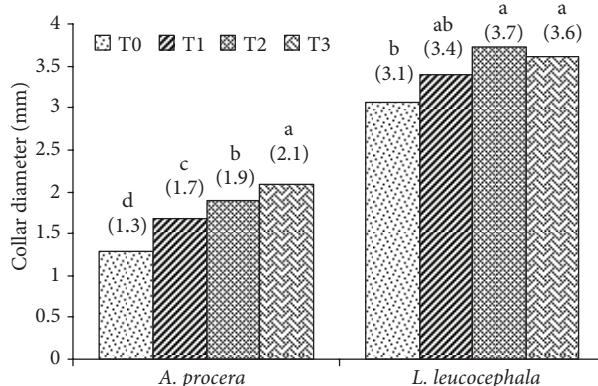 Collar diameter (mm)
4
3.5
3
2.5
2
1.5
1
0.5
0
T0 T1 T2 T3
d
(1.3)
c
(1.7)
b
(1.9)
a
(2.1)
b
(3.1)
ab
(3.4)
a
(3.7)
a
(3.6)
A. procera
L. leucocephala